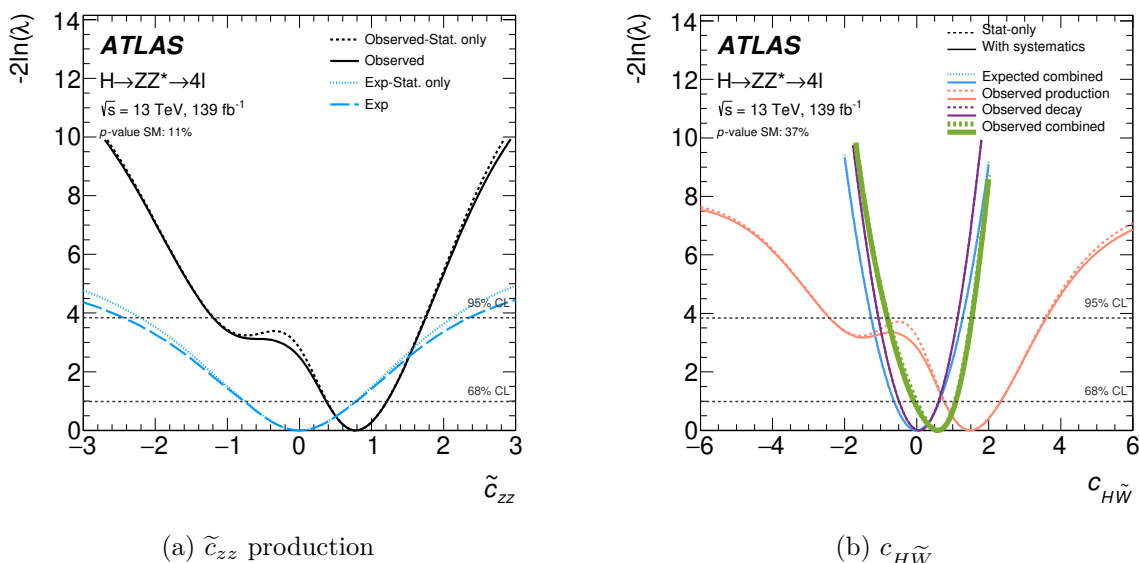 -2ln(λ)
14
12
10
8
6
4
2
0
ATLAS
H→ZZ*→4l
√s = 13 TeV, 139 fb⁻¹
p-value SM: 11%
Observed-Stat. only
Observed
Exp-Stat. only
Exp
95% CL
68% CL
−3 −2 −1 0 1 2 3
c̃_zz
(a) c̃_zz production
-2ln(λ)
14
12
10
8
6
4
2
0
ATLAS
H→ZZ*→4l
√s = 13 TeV, 139 fb⁻¹
p-value SM: 37%
Stat-only
With systematics
Expected combined
Observed production
Observed decay
Observed combined
95% CL
68% CL
−6 −4 −2 0 2 4 6
c_HW̃
(b) c_HW̃